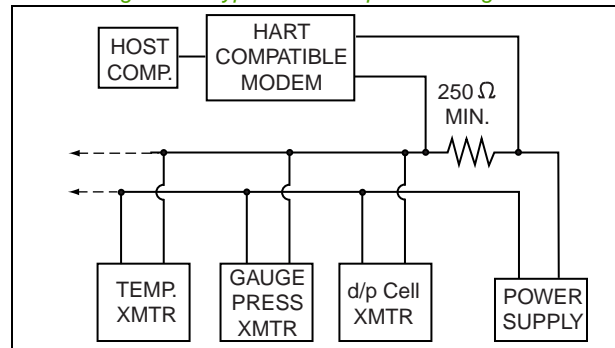 HOST
COMP.
HART
COMPATIBLE
MODEM
250 Ω
MIN.
TEMP.
XMTR
GAUGE
PRESS
XMTR
d/p Cell
XMTR
POWER
SUPPLY